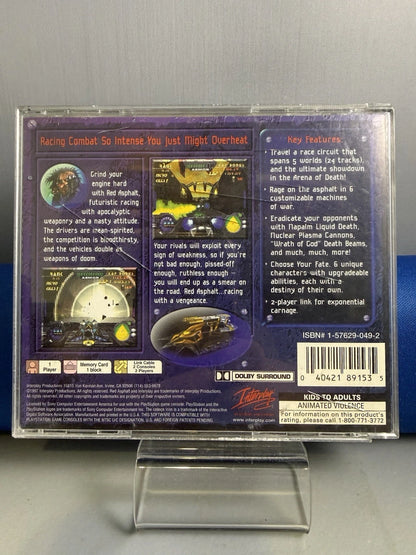 Racing Combat So Intense You Just Might Overheat
Grind your
engine hard
with Red Asphalt,
futuristic racing
with apocalyptic
weaponry and a nasty attitude.
The drivers are mean-spirited,
the competition is bloodthirsty,
and the vehicles double as
weapons of doom.
Your rivals will exploit every
sign of weakness, so if you're
not bad enough, pissed-off
enough, ruthless enough –
you will end up as a smear on
the road. Red Asphalt...racing
with a vengeance.
Key Features
• Travel a race circuit that
spans 5 worlds (24 tracks)
and the ultimate showdown
in the Arena of Death!
• Rage on the asphalt in 6
customizable machines
of war.
• Eradicate your opponents
with Napalm Liquid Death,
Nuclear Plasma Cannons,
"Wrath of God" Death Beams,
and much, much, more!
• Choose Your Fate. 6 unique
characters with upgradeable
abilities, each with a
destiny of their own.
• 2-player link for exponential
carnage.
ISBN# 1-57629-049-2
0 40421 89153 5
1
Player
Memory Card
1 block
Link Cable
2 Consoles
2 Players
DOLBY SURROUND
Interplay
www.interplay.com
KIDS TO ADULTS
ANIMATED VIOLENCE
For information on this product's
rating, please call 1-800-771-3772